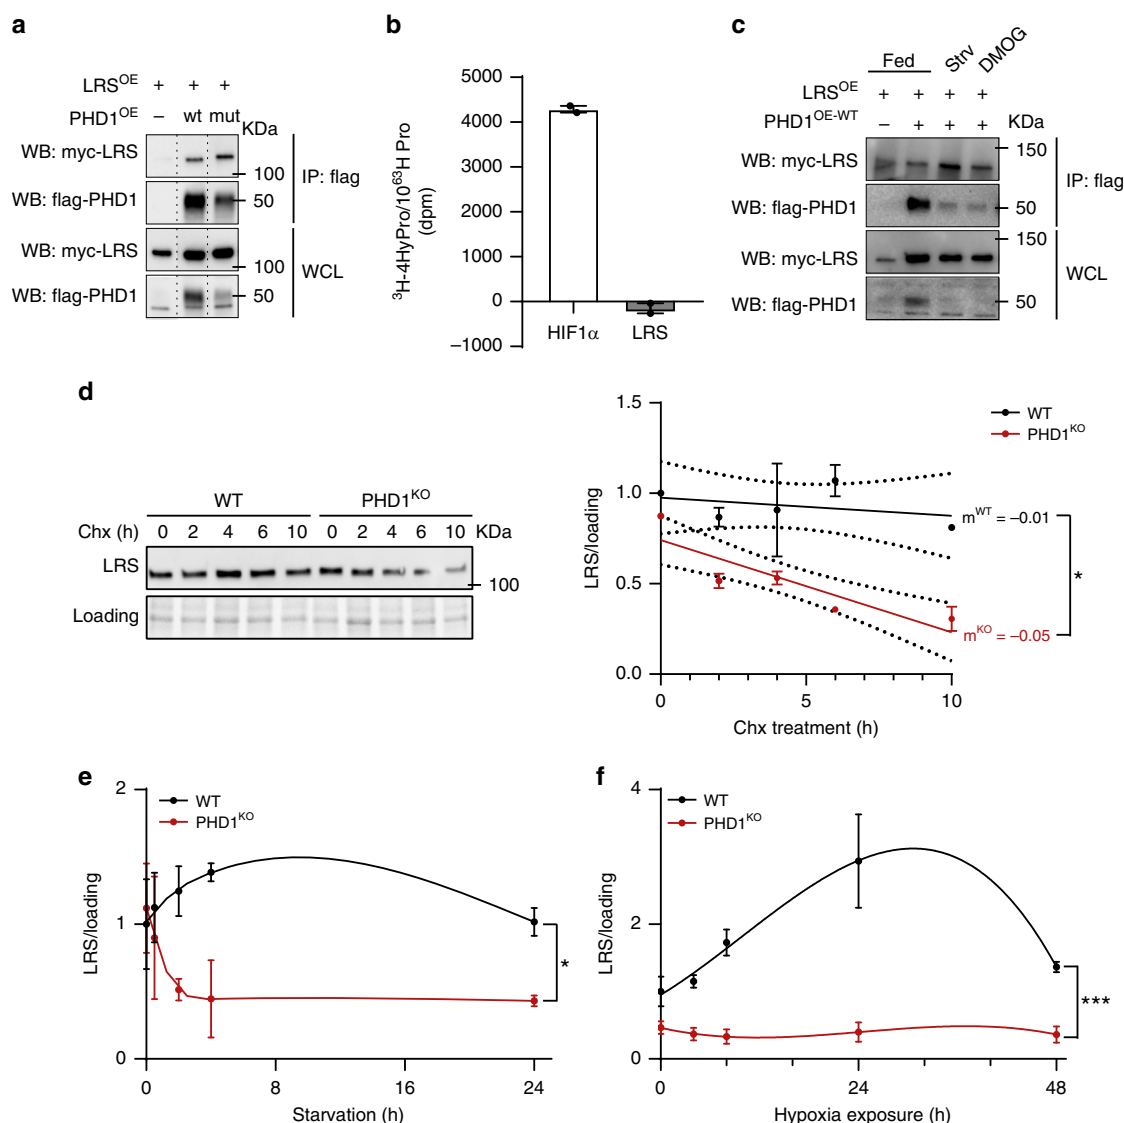 a
LRS^OE + + +
PHD1^OE – wt mut
KDa
WB: myc-LRS
100
WB: flag-PHD1
50
IP: flag
WB: myc-LRS
100
WB: flag-PHD1
50
WCL
b
5000
4000
3000
2000
1000
0
–1000
³H-4HyPro/10⁶³H Pro
(dpm)
HIF1α LRS
c
Fed Strv DMOG
LRS^OE + + + +
PHD1^OE-WT – + + + KDa
WB: myc-LRS
150
WB: flag-PHD1
50
IP: flag
WB: myc-LRS
150
WB: flag-PHD1
50
WCL
d
WT PHD1^KO
Chx (h) 0 2 4 6 10 0 2 4 6 10 KDa
LRS
100
Loading
1.5
1.0
0.5
0.0
LRS/loading
0 5 10
Chx treatment (h)
WT
PHD1^KO
m^WT = –0.01
*
m^KO = –0.05
e
2
1
0
LRS/loading
WT
PHD1^KO
*
0 8 16 24
Starvation (h)
f
4
2
0
LRS/loading
WT
PHD1^KO
***
0 24 48
Hypoxia exposure (h)